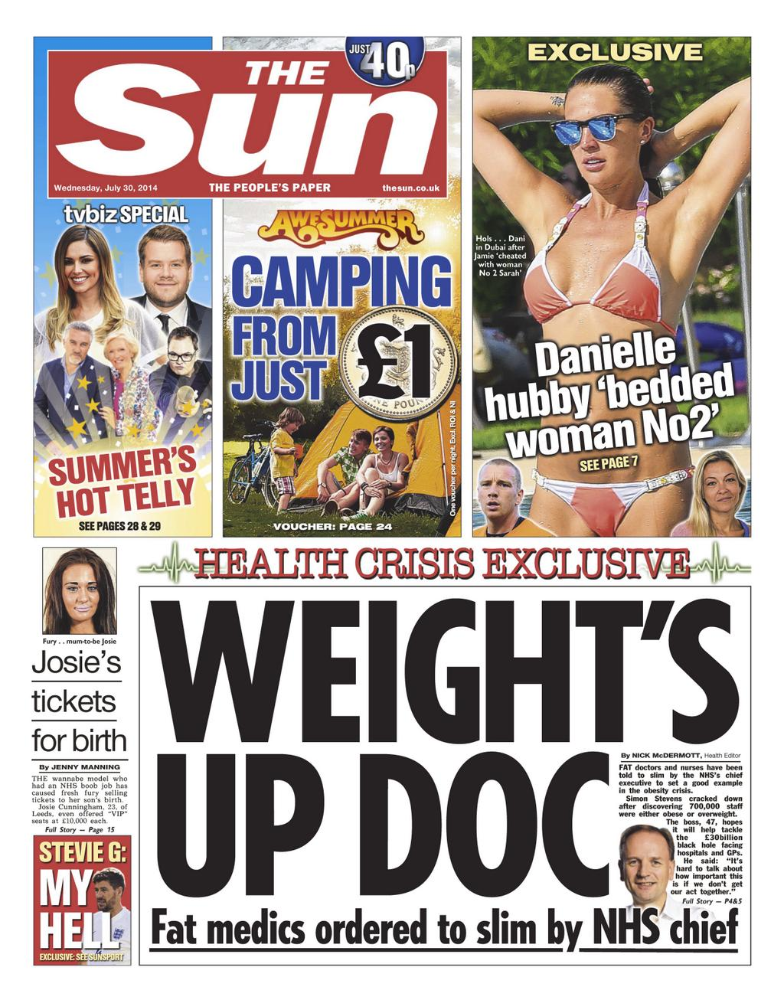 JUST
40p
THE
Sun
Wednesday, July 30, 2014
THE PEOPLE'S PAPER
thesun.co.uk
tvbiz SPECIAL
SUMMER'S
HOT TELLY
SEE PAGES 28 & 29
AWESUMMER
CAMPING
FROM
JUST
£1
ONE POUND
One voucher per night. Excl. ROI & NI
VOUCHER: PAGE 24
EXCLUSIVE
Hols . . . Dani
in Dubai after
Jamie ‘cheated
with woman
No 2 Sarah’
Danielle
hubby ‘bedded
woman No2’
SEE PAGE 7
Fury . . mum-to-be Josie
Josie’s
tickets
for birth
By JENNY MANNING
THE wannabe model who
had an NHS boob job has
caused fresh fury selling
tickets to her son’s birth.
Josie Cunningham, 23, of
Leeds, even offered “VIP”
seats at £10,000 each.
Full Story — Page 15
STEVIE G:
MY
HELL
EXCLUSIVE: SEE SUNSPORT
HEALTH CRISIS EXCLUSIVE
WEIGHT’S
UP DOC
By NICK McDERMOTT, Health Editor
FAT doctors and nurses have been
told to slim by the NHS’s chief
executive to set a good example
in the obesity crisis.
Simon Stevens cracked down
after discovering 700,000 staff
were either obese or overweight.
The boss, 47, hopes
it will help tackle
the £30billion
black hole facing
hospitals and GPs.
He said: “It’s
hard to talk about
how important this
is if we don’t get
our act together.”
Full Story — P4&5
Fat medics ordered to slim by NHS chief